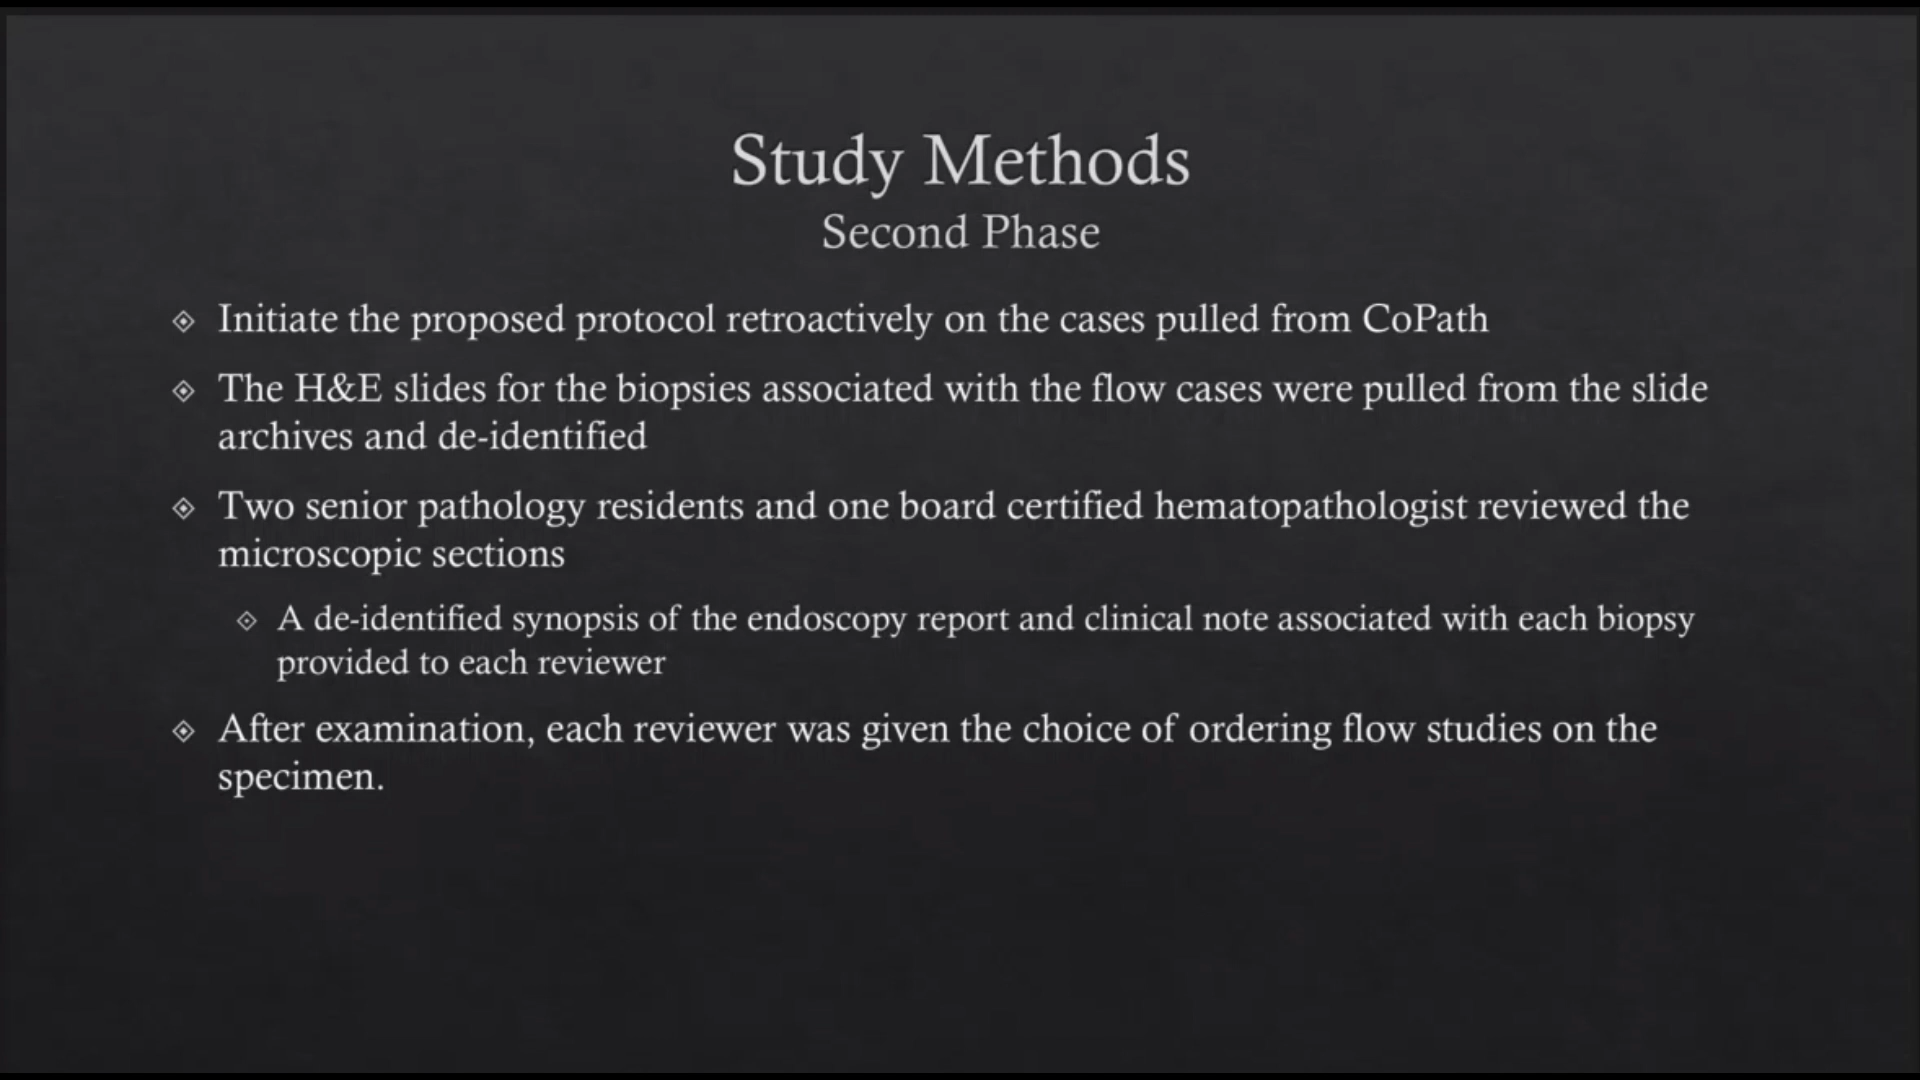 Study Methods
Second Phase
Initiate the proposed protocol retroactively on the cases pulled from CoPath
The H&E slides for the biopsies associated with the flow cases were pulled from the slide
archives and de-identified
Two senior pathology residents and one board certified hematopathologist reviewed the
microscopic sections
A de-identified synopsis of the endoscopy report and clinical note associated with each biopsy
provided to each reviewer
After examination, each reviewer was given the choice of ordering flow studies on the
specimen.